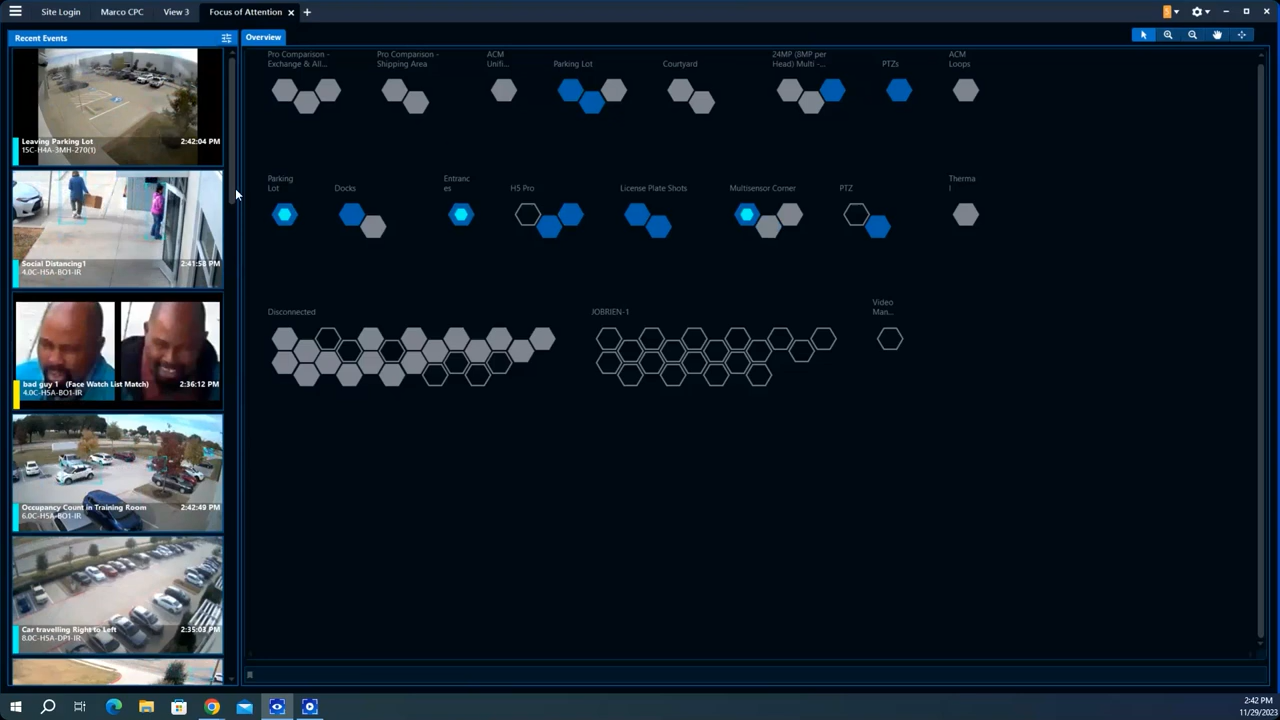 Site Login
Marco CPC
View 3
Focus of Attention
Recent Events
Overview
Leaving Parking Lot
2:42:04 PM
15C-H4A-3MH-270(1)
Social Distancing1
2:41:58 PM
4.0C-H5A-BO1-IR
bad guy 1 (Face Watch List Match)
2:36:12 PM
4.0C-H5A-BO1-IR
Occupancy Count in Training Room
2:42:49 PM
6.0C-H5A-BO1-IR
Car travelling Right to Left
2:35:03 PM
8.0C-H5A-DP1-IR
Pro Comparison -
Exchange & All...
Pro Comparison -
Shipping Area
ACM
Unifi...
Parking Lot
Courtyard
24MP (8MP per
Head) Multi -...
PTZs
ACM
Loops
Parking
Lot
Docks
Entranc
es
H5 Pro
License Plate Shots
Multisensor Corner
PTZ
Therma
l
Disconnected
JOBRIEN-1
Video
Man...
2:42 PM
11/29/2023